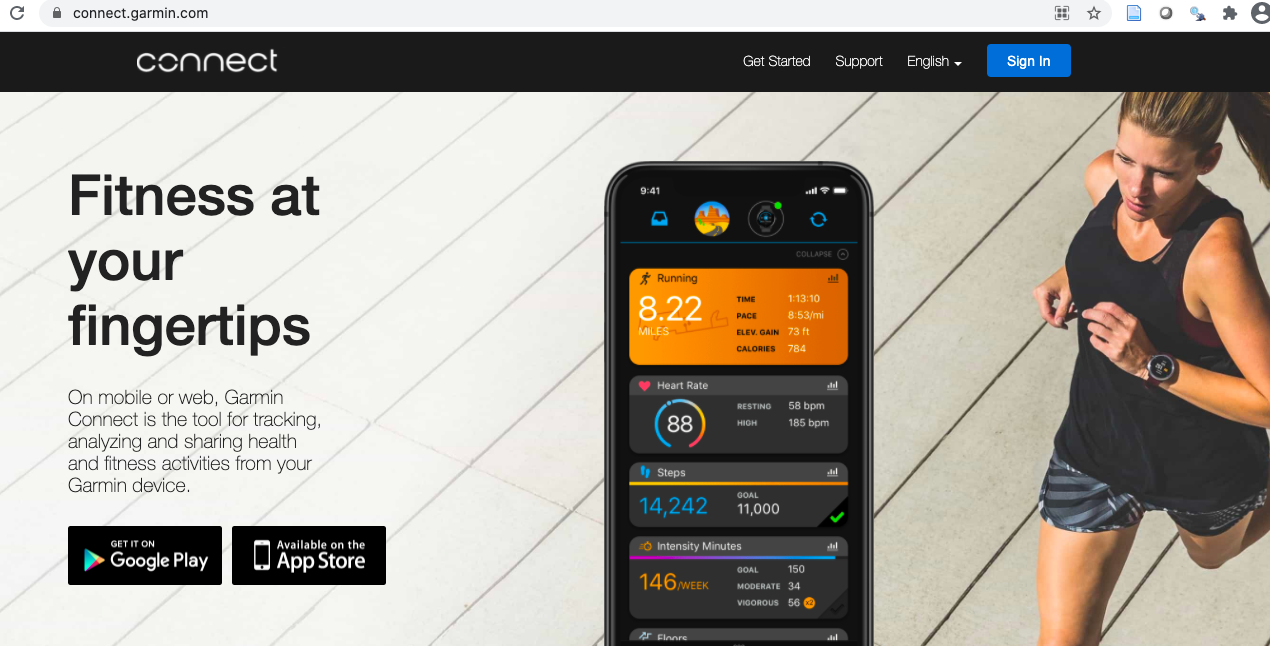 connect.garmin.com
connect
Get Started
Support
English
Sign In
Fitness at
your
fingertips
On mobile or web, Garmin
Connect is the tool for tracking,
analyzing and sharing health
and fitness activities from your
Garmin device.
GET IT ON
Google Play
Available on the
App Store
9:41
COLLAPSE
Running
8.22
MILES
TIME 1:13:10
PACE 8:53/mi
ELEV. GAIN 73 ft
CALORIES 784
Heart Rate
88
RESTING 58 bpm
HIGH 185 bpm
Steps
14,242
GOAL
11,000
Intensity Minutes
146/WEEK
GOAL 150
MODERATE 34
VIGOROUS 56 x2
Floors